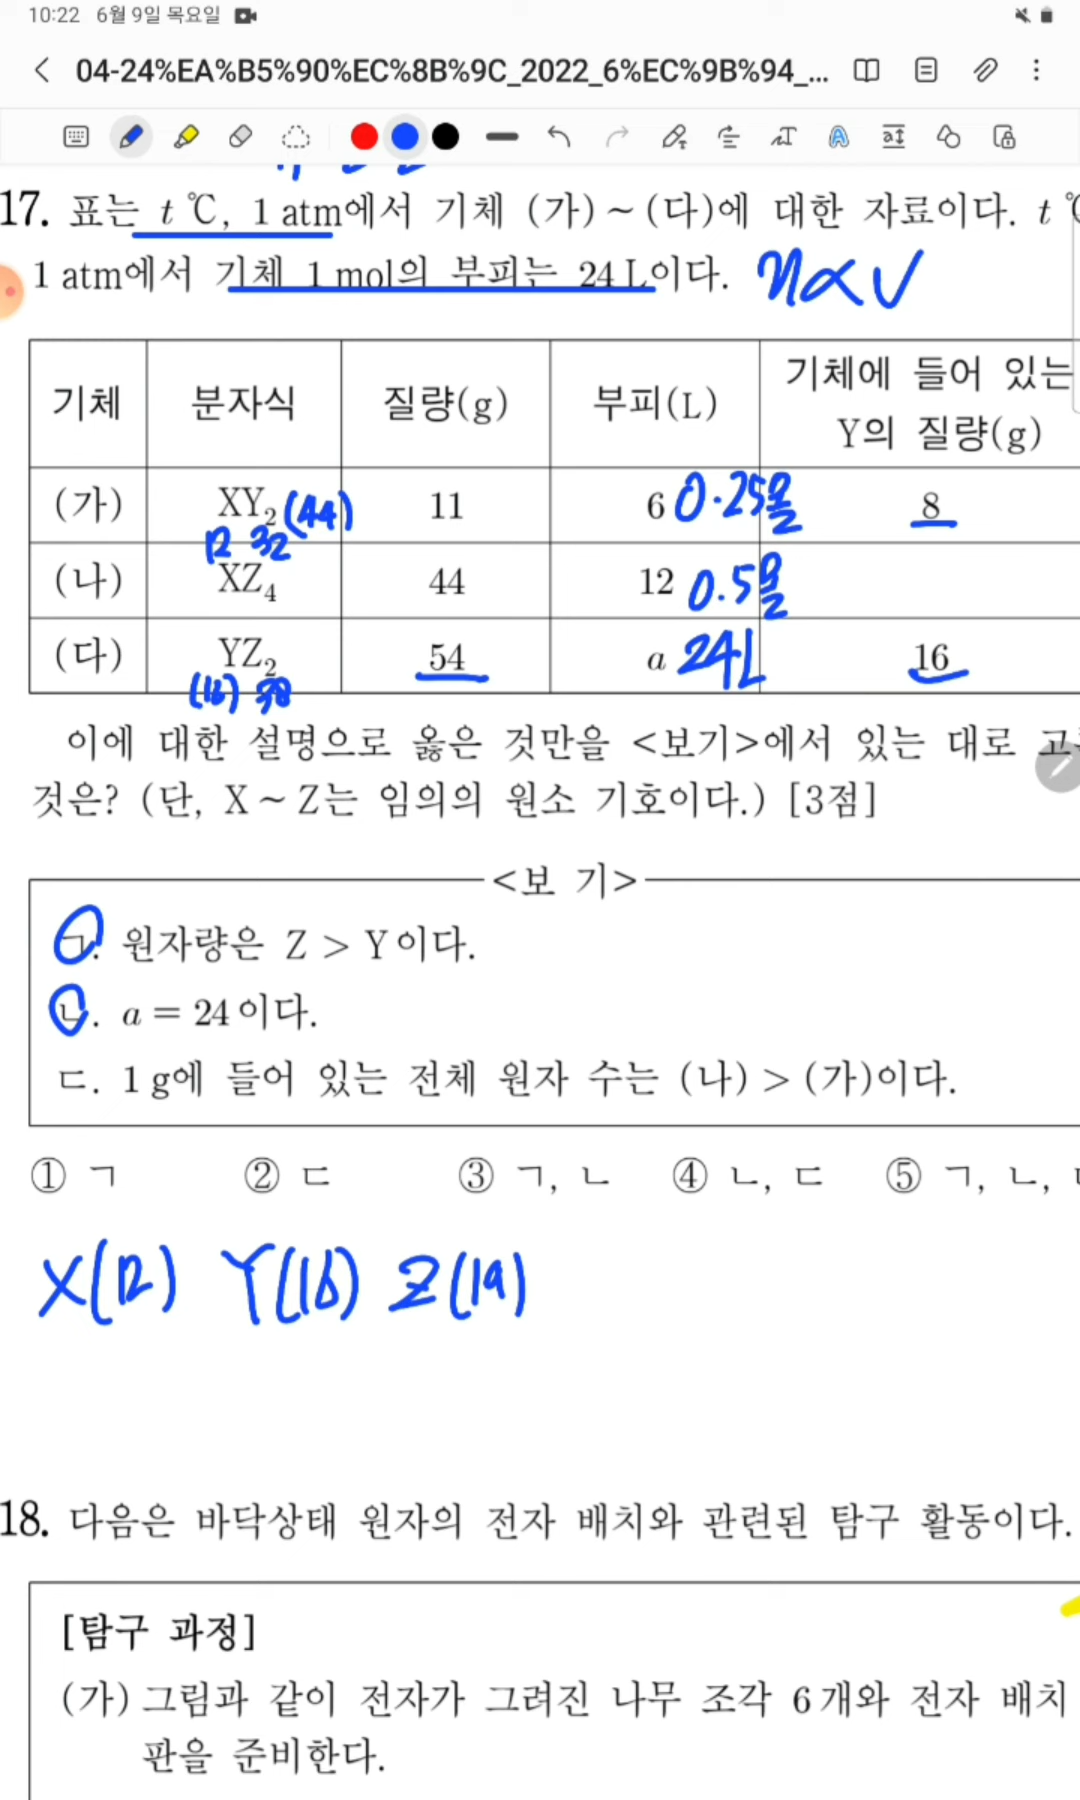 10:22 6월 9일 목요일
04-24%EA%B5%90%EC%8B%9C_2022_6%EC%9B%94_...
17. 표는 t ℃, 1 atm에서 기체 (가)~(다)에 대한 자료이다. t ℃
1 atm에서 기체 1 mol의 부피는 24 L이다. n∝V
기체 분자식 질량(g) 부피(L) 기체에 들어 있는 Y의 질량(g)
(가) XY₂ (44) 11 6 0.25몰 8
12 32
(나) XZ₄ 44 12 0.5몰
(다) YZ₂ 54 a 24L 16
(16) 38
이에 대한 설명으로 옳은 것만을 <보기>에서 있는 대로 고
것은? (단, X~Z는 임의의 원소 기호이다.) [3점]
<보 기>
ㄱ. 원자량은 Z > Y이다.
ㄴ. a = 24이다.
ㄷ. 1 g에 들어 있는 전체 원자 수는 (나) > (가)이다.
① ㄱ ② ㄷ ③ ㄱ, ㄴ ④ ㄴ, ㄷ ⑤ ㄱ, ㄴ,
X(12) Y(16) Z(19)
18. 다음은 바닥상태 원자의 전자 배치와 관련된 탐구 활동이다.
[탐구 과정]
(가) 그림과 같이 전자가 그려진 나무 조각 6개와 전자 배치
판을 준비한다.